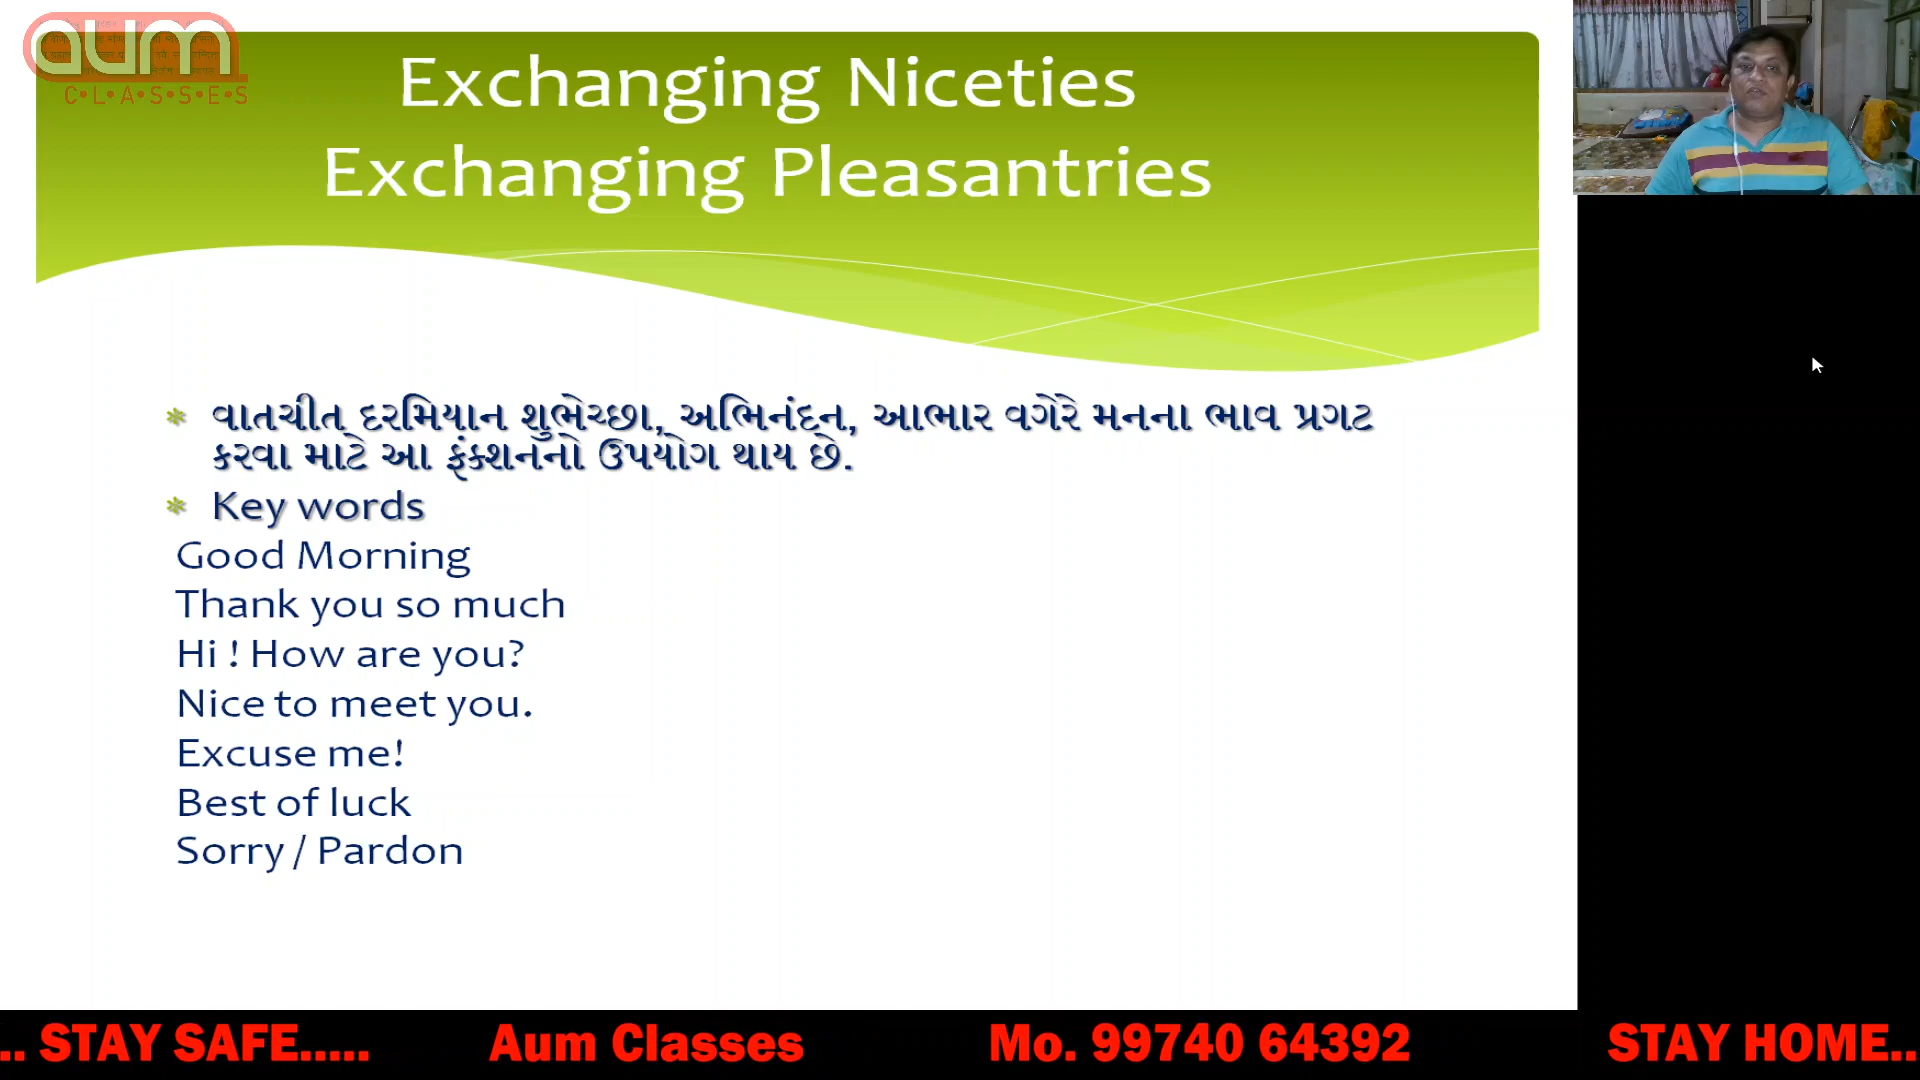 aum
C•L•A•S•S•E•S
Exchanging Niceties
Exchanging Pleasantries
* વાતચીત દરમિયાન શુભેચ્છા, અભિનંદન, આભાર વગેરે મનના ભાવ પ્રગટ
કરવા માટે આ ફંક્શનનો ઉપયોગ થાય છે.
* Key words
Good Morning
Thank you so much
Hi ! How are you?
Nice to meet you.
Excuse me!
Best of luck
Sorry / Pardon
.. STAY SAFE..... Aum Classes Mo. 99740 64392 STAY HOME..